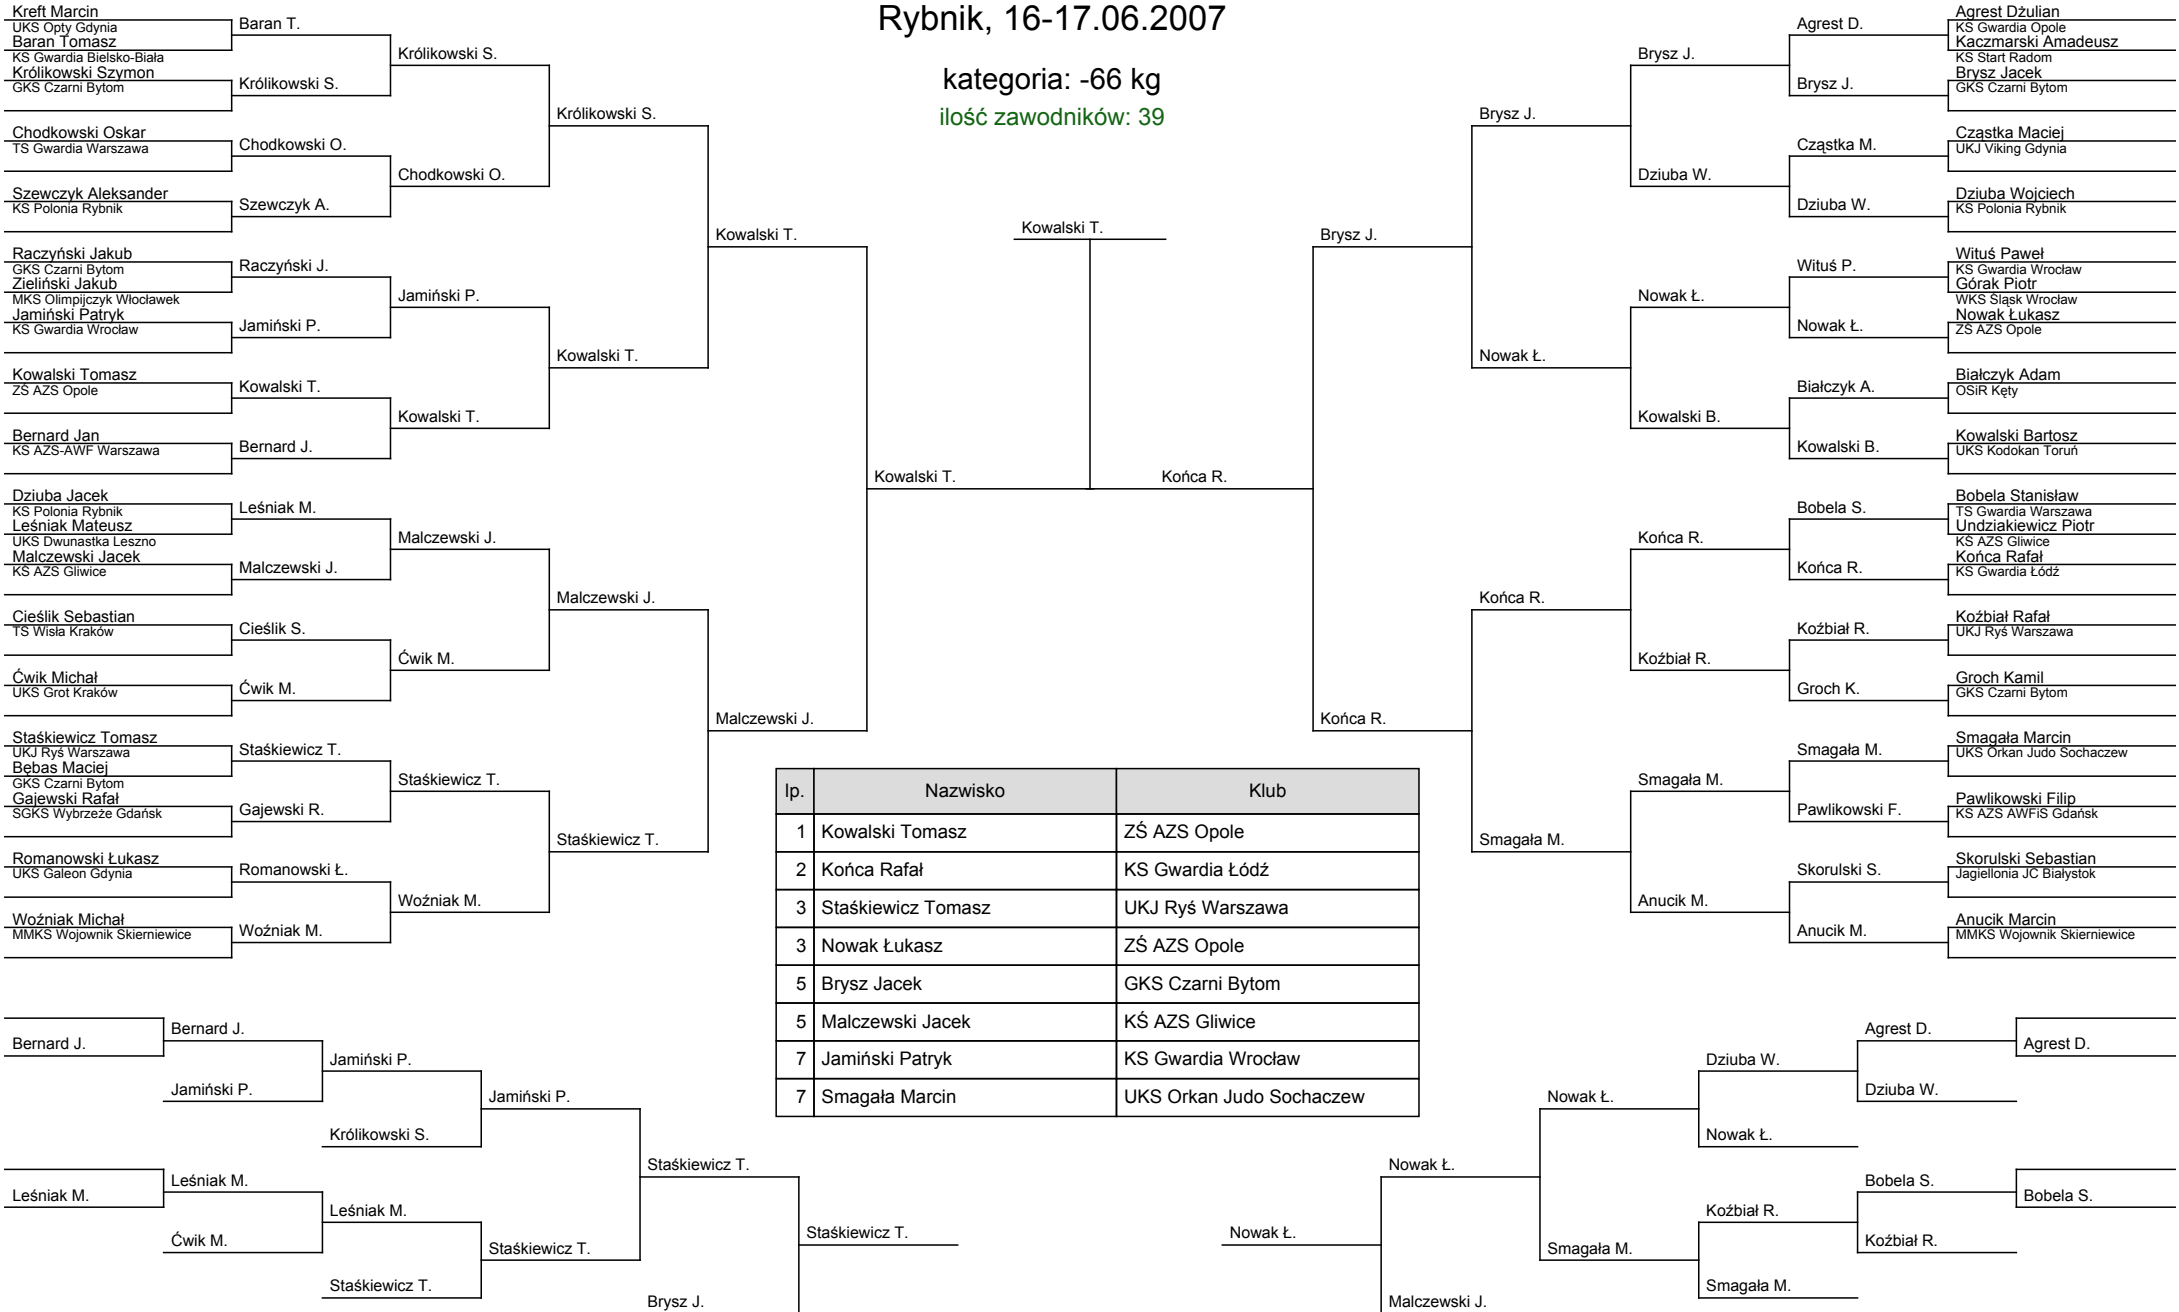 Rybnik, 16-17.06.2007
kategoria: -66 kg
ilość zawodników: 39
Kreft Marcin
UKS Opty Gdynia
Baran Tomasz
KS Gwardia Bielsko-Biała
Królikowski Szymon
GKS Czarni Bytom
Chodkowski Oskar
TS Gwardia Warszawa
Szewczyk Aleksander
KS Polonia Rybnik
Raczyński Jakub
GKS Czarni Bytom
Zieliński Jakub
MKS Olimpijczyk Włocławek
Jamiński Patryk
KS Gwardia Wrocław
Kowalski Tomasz
ZŚ AZS Opole
Bernard Jan
KS AZS-AWF Warszawa
Dziuba Jacek
KS Polonia Rybnik
Leśniak Mateusz
UKS Dwunastka Leszno
Malczewski Jacek
KŚ AZS Gliwice
Cieślik Sebastian
TS Wisła Kraków
Ćwik Michał
UKS Grot Kraków
Staśkiewicz Tomasz
UKJ Ryś Warszawa
Bębas Maciej
GKS Czarni Bytom
Gajewski Rafał
SGKS Wybrzeże Gdańsk
Romanowski Łukasz
UKS Galeon Gdynia
Woźniak Michał
MMKS Wojownik Skierniewice
Baran T.
Królikowski S.
Chodkowski O.
Szewczyk A.
Raczyński J.
Jamiński P.
Kowalski T.
Bernard J.
Leśniak M.
Malczewski J.
Cieślik S.
Ćwik M.
Staśkiewicz T.
Gajewski R.
Romanowski Ł.
Woźniak M.
Królikowski S.
Chodkowski O.
Jamiński P.
Kowalski T.
Malczewski J.
Ćwik M.
Staśkiewicz T.
Woźniak M.
Królikowski S.
Kowalski T.
Malczewski J.
Staśkiewicz T.
Kowalski T.
Malczewski J.
Kowalski T.
Kowalski T.
Końca R.
Brysz J.
Końca R.
Brysz J.
Nowak Ł.
Końca R.
Smagała M.
Brysz J.
Dziuba W.
Nowak Ł.
Kowalski B.
Końca R.
Koźbiał R.
Smagała M.
Anucik M.
Agrest D.
Brysz J.
Cząstka M.
Dziuba W.
Wituś P.
Nowak Ł.
Białczyk A.
Kowalski B.
Bobela S.
Końca R.
Koźbiał R.
Groch K.
Smagała M.
Pawlikowski F.
Skorulski S.
Anucik M.
Agrest Dżulian
KS Gwardia Opole
Kaczmarski Amadeusz
KS Start Radom
Brysz Jacek
GKS Czarni Bytom
Cząstka Maciej
UKJ Viking Gdynia
Dziuba Wojciech
KS Polonia Rybnik
Wituś Paweł
KS Gwardia Wrocław
Górak Piotr
WKS Śląsk Wrocław
Nowak Łukasz
ZŚ AZS Opole
Białczyk Adam
OSiR Kęty
Kowalski Bartosz
UKS Kodokan Toruń
Bobela Stanisław
TS Gwardia Warszawa
Undziakiewicz Piotr
KŚ AZS Gliwice
Końca Rafał
KS Gwardia Łódź
Koźbiał Rafał
UKJ Ryś Warszawa
Groch Kamil
GKS Czarni Bytom
Smagała Marcin
UKS Orkan Judo Sochaczew
Pawlikowski Filip
KS AZS AWFiS Gdańsk
Skorulski Sebastian
Jagiellonia JC Białystok
Anucik Marcin
MMKS Wojownik Skierniewice
lp. Nazwisko Klub
1 Kowalski Tomasz ZŚ AZS Opole
2 Końca Rafał KS Gwardia Łódź
3 Staśkiewicz Tomasz UKJ Ryś Warszawa
3 Nowak Łukasz ZŚ AZS Opole
5 Brysz Jacek GKS Czarni Bytom
5 Malczewski Jacek KŚ AZS Gliwice
7 Jamiński Patryk KS Gwardia Wrocław
7 Smagała Marcin UKS Orkan Judo Sochaczew
Bernard J.
Leśniak M.
Bernard J.
Jamiński P.
Leśniak M.
Ćwik M.
Jamiński P.
Królikowski S.
Leśniak M.
Staśkiewicz T.
Jamiński P.
Staśkiewicz T.
Staśkiewicz T.
Brysz J.
Staśkiewicz T.
Nowak Ł.
Nowak Ł.
Malczewski J.
Nowak Ł.
Smagała M.
Dziuba W.
Nowak Ł.
Koźbiał R.
Smagała M.
Agrest D.
Dziuba W.
Bobela S.
Koźbiał R.
Agrest D.
Bobela S.